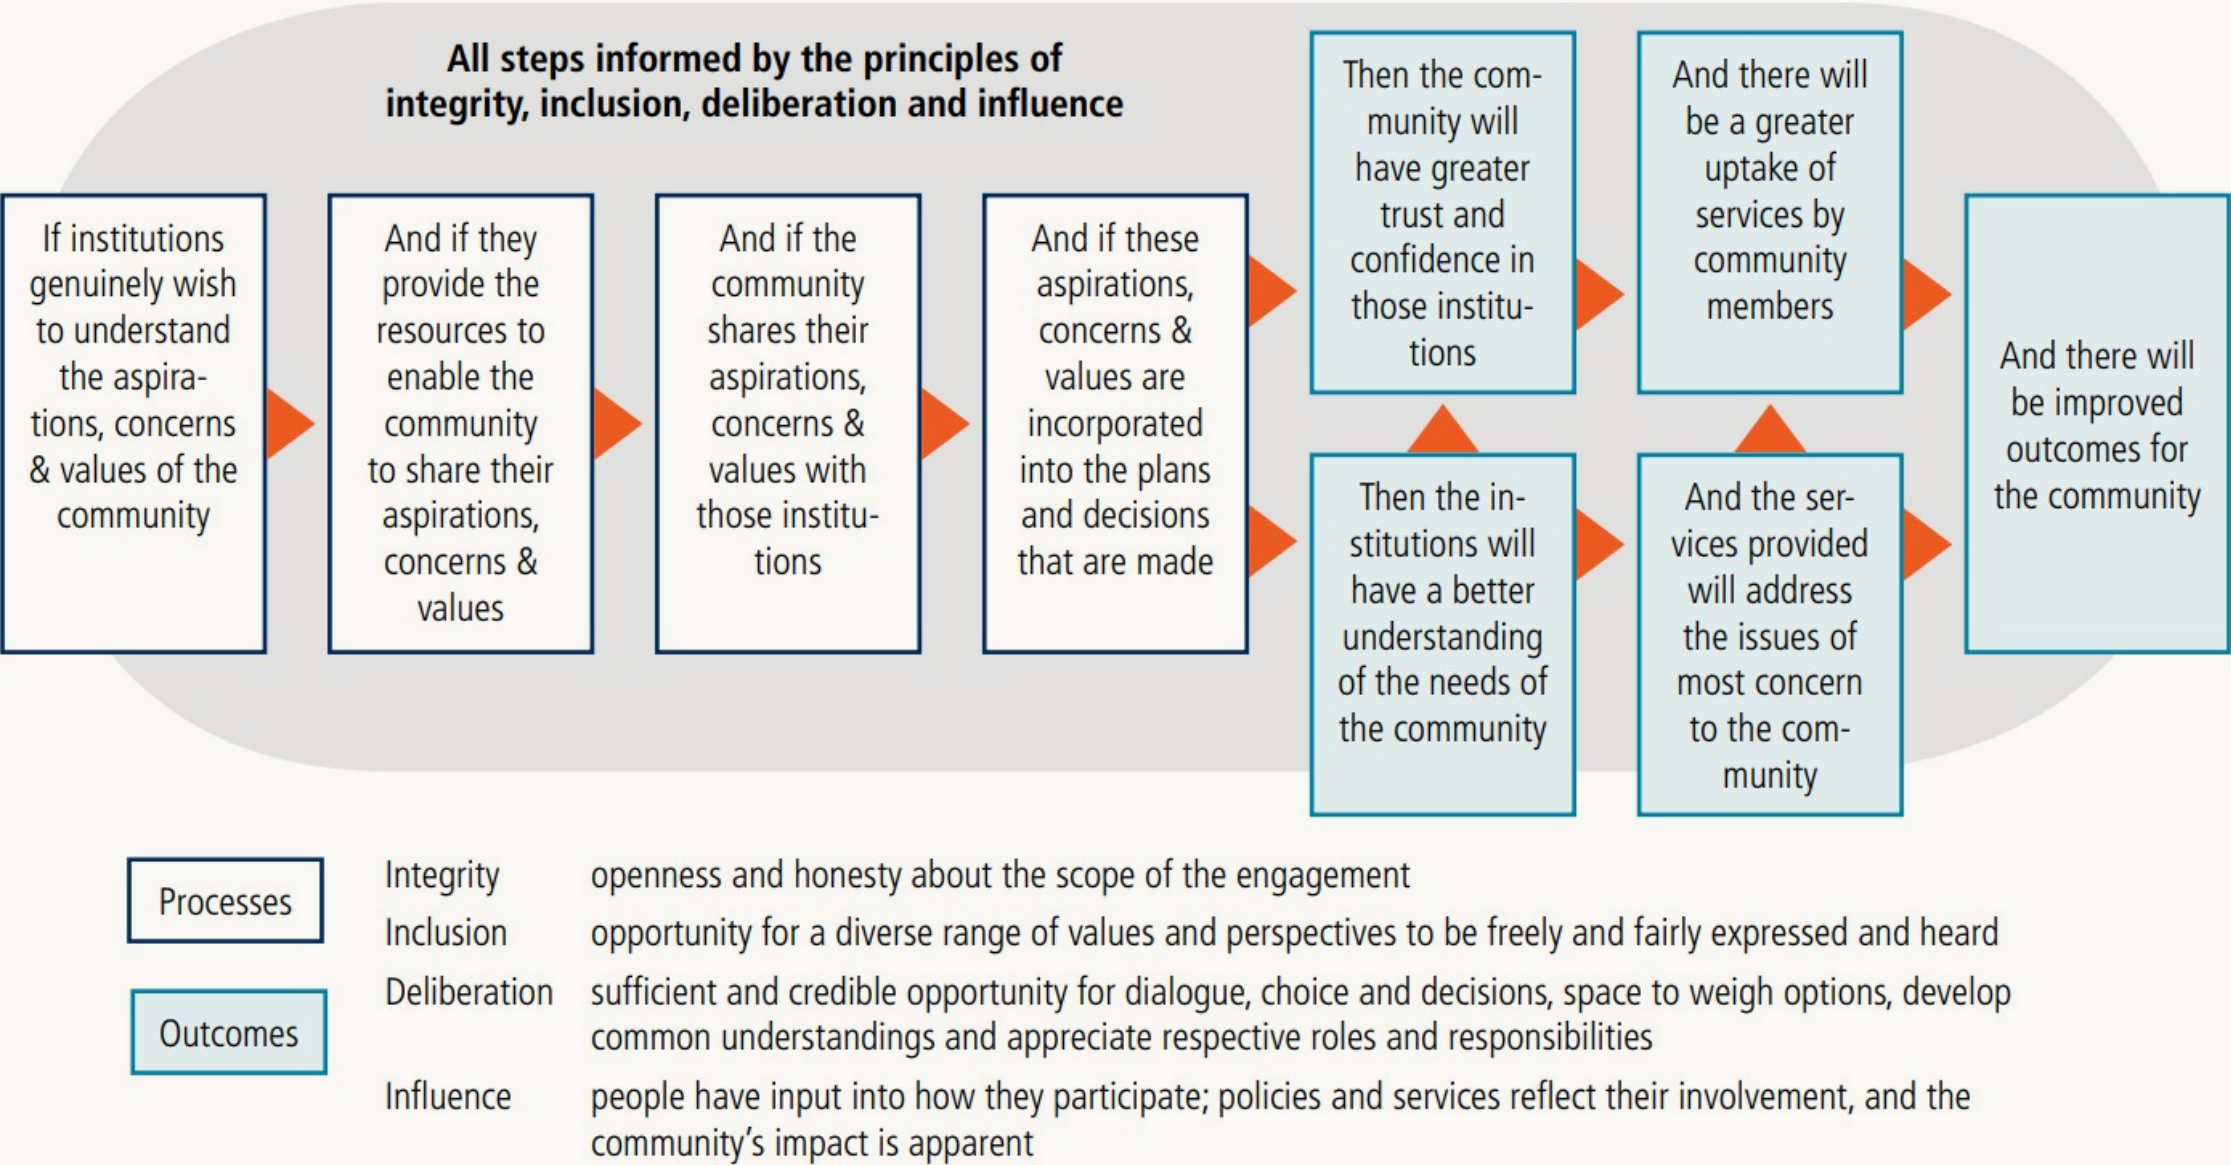 All steps informed by the principles of
integrity, inclusion, deliberation and influence
If institutions
genuinely wish
to understand
the aspira-
tions, concerns
& values of the
community
And if they
provide the
resources to
enable the
community
to share their
aspirations,
concerns &
values
And if the
community
shares their
aspirations,
concerns &
values with
those institu-
tions
And if these
aspirations,
concerns &
values are
incorporated
into the plans
and decisions
that are made
Then the com-
munity will
have greater
trust and
confidence in
those institu-
tions
And there will
be a greater
uptake of
services by
community
members
Then the in-
stitutions will
have a better
understanding
of the needs of
the community
And the ser-
vices provided
will address
the issues of
most concern
to the com-
munity
And there will
be improved
outcomes for
the community
Processes
Outcomes
Integrity openness and honesty about the scope of the engagement
Inclusion opportunity for a diverse range of values and perspectives to be freely and fairly expressed and heard
Deliberation sufficient and credible opportunity for dialogue, choice and decisions, space to weigh options, develop
common understandings and appreciate respective roles and responsibilities
Influence people have input into how they participate; policies and services reflect their involvement, and the
community’s impact is apparent